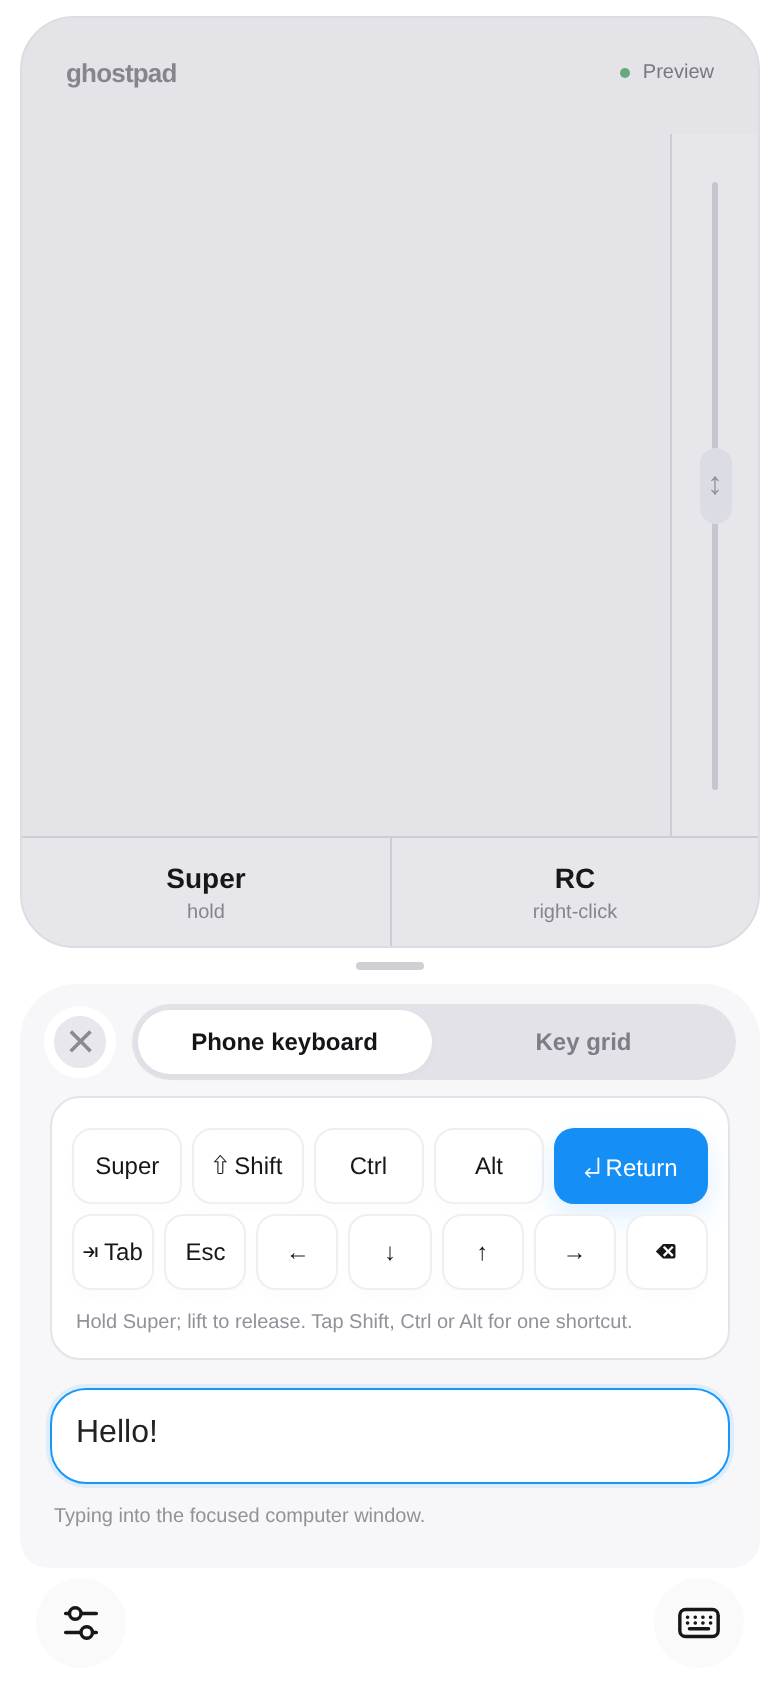 ghostpad
Preview
↕
Super
RC
hold
right-click
Phone keyboard
Key grid
Super ⇧ Shift Ctrl Alt ↵ Return
⇥ Tab Esc ← ↓ ↑ → ⌫
Hold Super; lift to release. Tap Shift, Ctrl or Alt for one shortcut.
Hello!
Typing into the focused computer window.